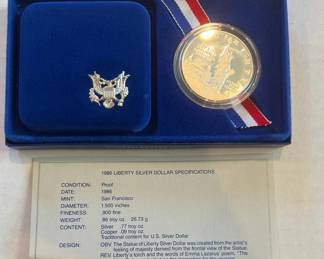 LIBERTY
1986 LIBERTY SILVER DOLLAR SPECIFICATIONS
CONDITION: Proof
DATE: 1986
MINT: San Francisco
DIAMETER: 1.500 inches
FINENESS: .900 fine
WEIGHT: .86 troy oz. 26.73 g
CONTENT: Silver .77 troy oz
Copper .09 troy oz.
Traditional content for U.S. Silver Dollar
DESIGN: OBV. The Statue of Liberty Silver Dollar was created from the artist's
feeling of majesty derived from the frontal view of the Statue.
REV. Liberty's torch and the words of Emma Lazarus' poem, "The